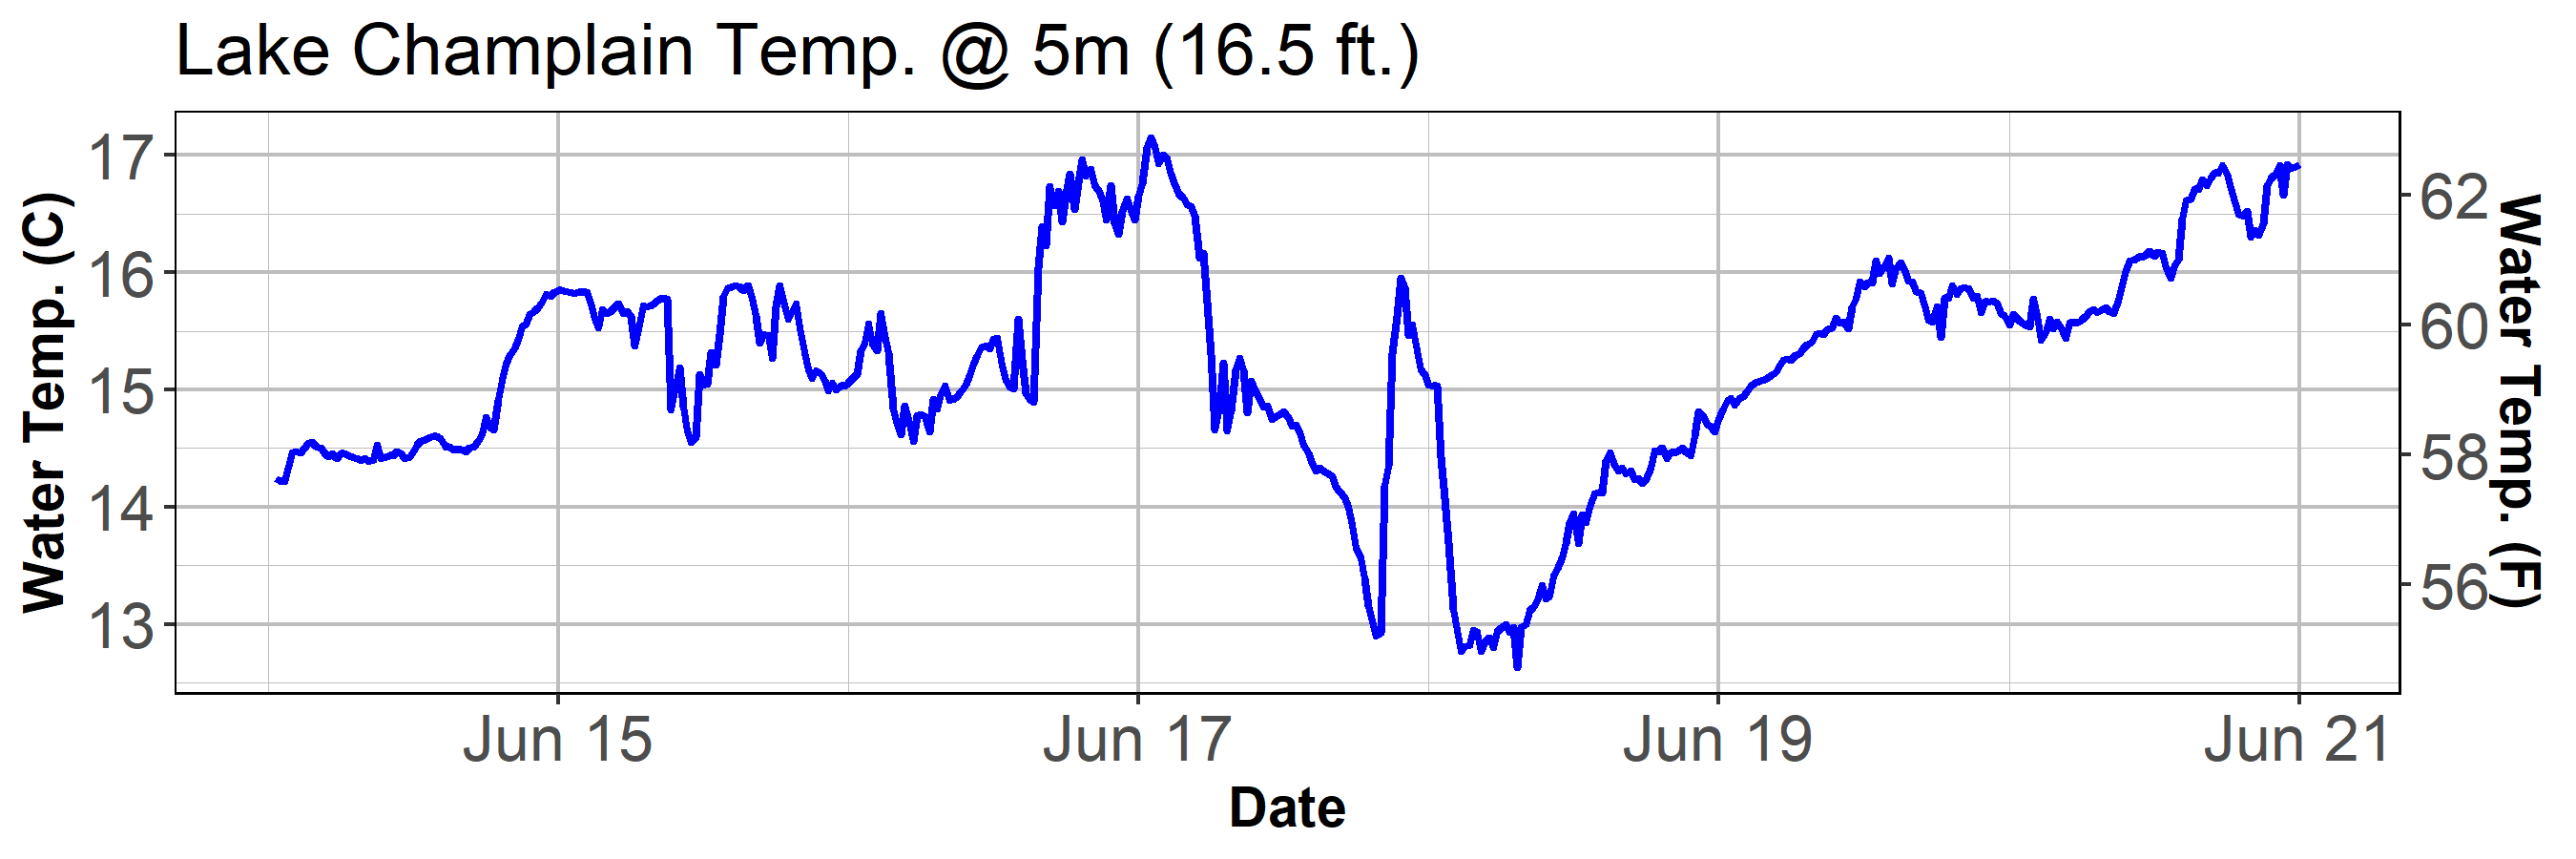 Lake Champlain Temp. @ 5m (16.5 ft.)
Water Temp. (C)
17
16
15
14
13
62
60
58
56
Water Temp. (F)
Jun 15
Jun 17
Jun 19
Jun 21
Date